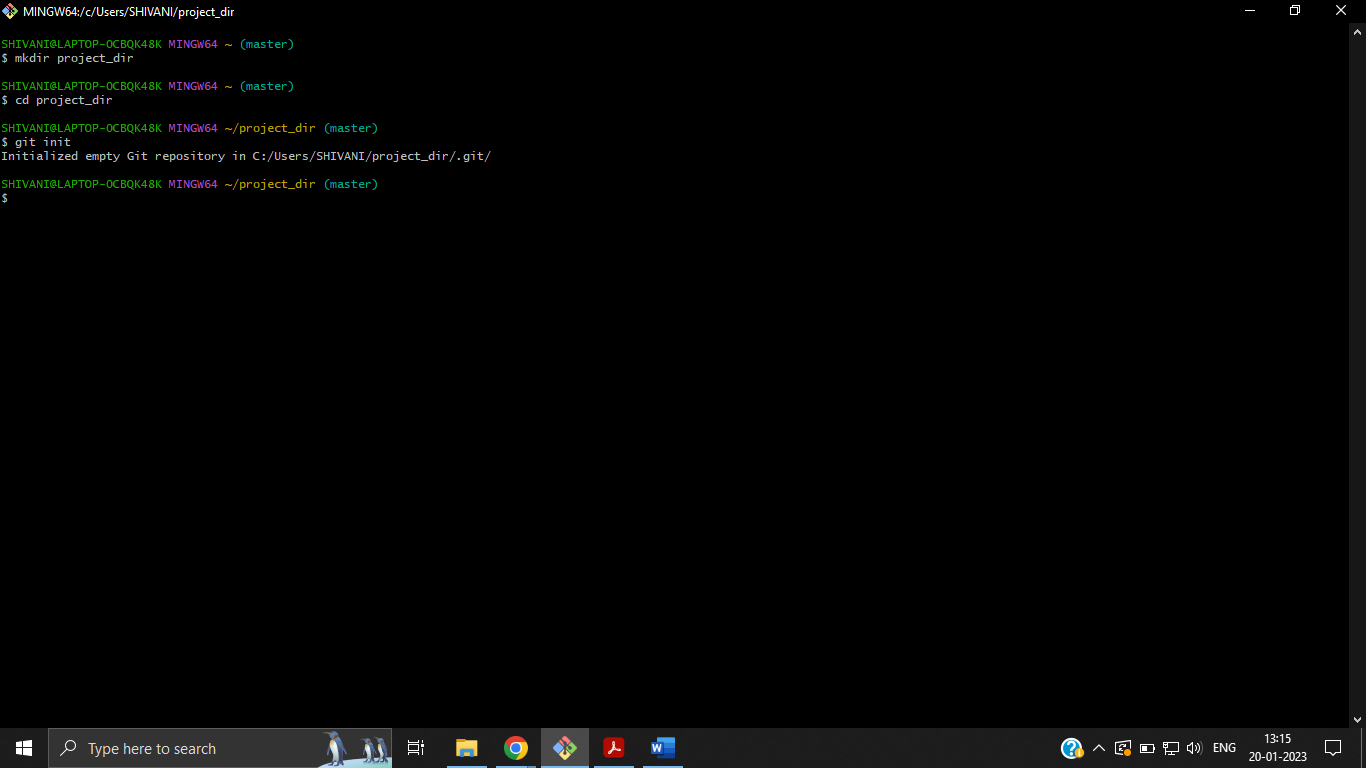 MINGW64:/c/Users/SHIVANI/project_dir
SHIVANI@LAPTOP-OCBQK48K MINGW64 ~ (master)
$ mkdir project_dir
SHIVANI@LAPTOP-OCBQK48K MINGW64 ~ (master)
$ cd project_dir
SHIVANI@LAPTOP-OCBQK48K MINGW64 ~/project_dir (master)
$ git init
Initialized empty Git repository in C:/Users/SHIVANI/project_dir/.git/
SHIVANI@LAPTOP-OCBQK48K MINGW64 ~/project_dir (master)
$
Type here to search
ENG
13:15
20-01-2023